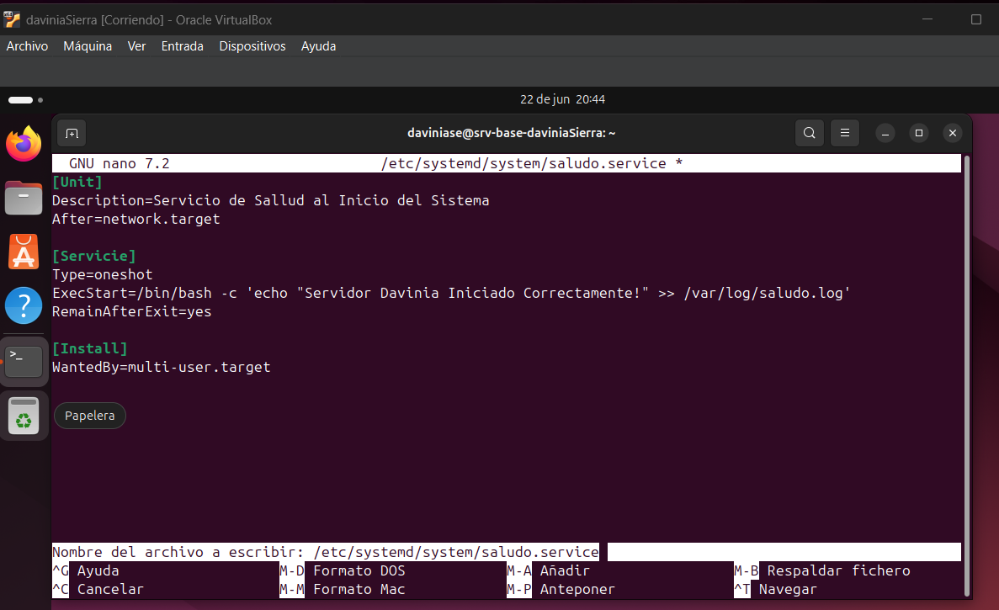 daviniaSierra [Corriendo] - Oracle VirtualBox
Archivo Máquina Ver Entrada Dispositivos Ayuda
22 de jun 20:44
daviniase@srv-base-daviniaSierra: ~
GNU nano 7.2 /etc/systemd/system/saludo.service *
[Unit]
Description=Servicio de Sallud al Inicio del Sistema
After=network.target
[Servicie]
Type=oneshot
ExecStart=/bin/bash -c 'echo "Servidor Davinia Iniciado Correctamente!" >> /var/log/saludo.log'
RemainAfterExit=yes
[Install]
WantedBy=multi-user.target
Papelera
Nombre del archivo a escribir: /etc/systemd/system/saludo.service
^G Ayuda M-D Formato DOS M-A Añadir M-B Respaldar fichero
^C Cancelar M-M Formato Mac M-P Anteponer ^T Navegar